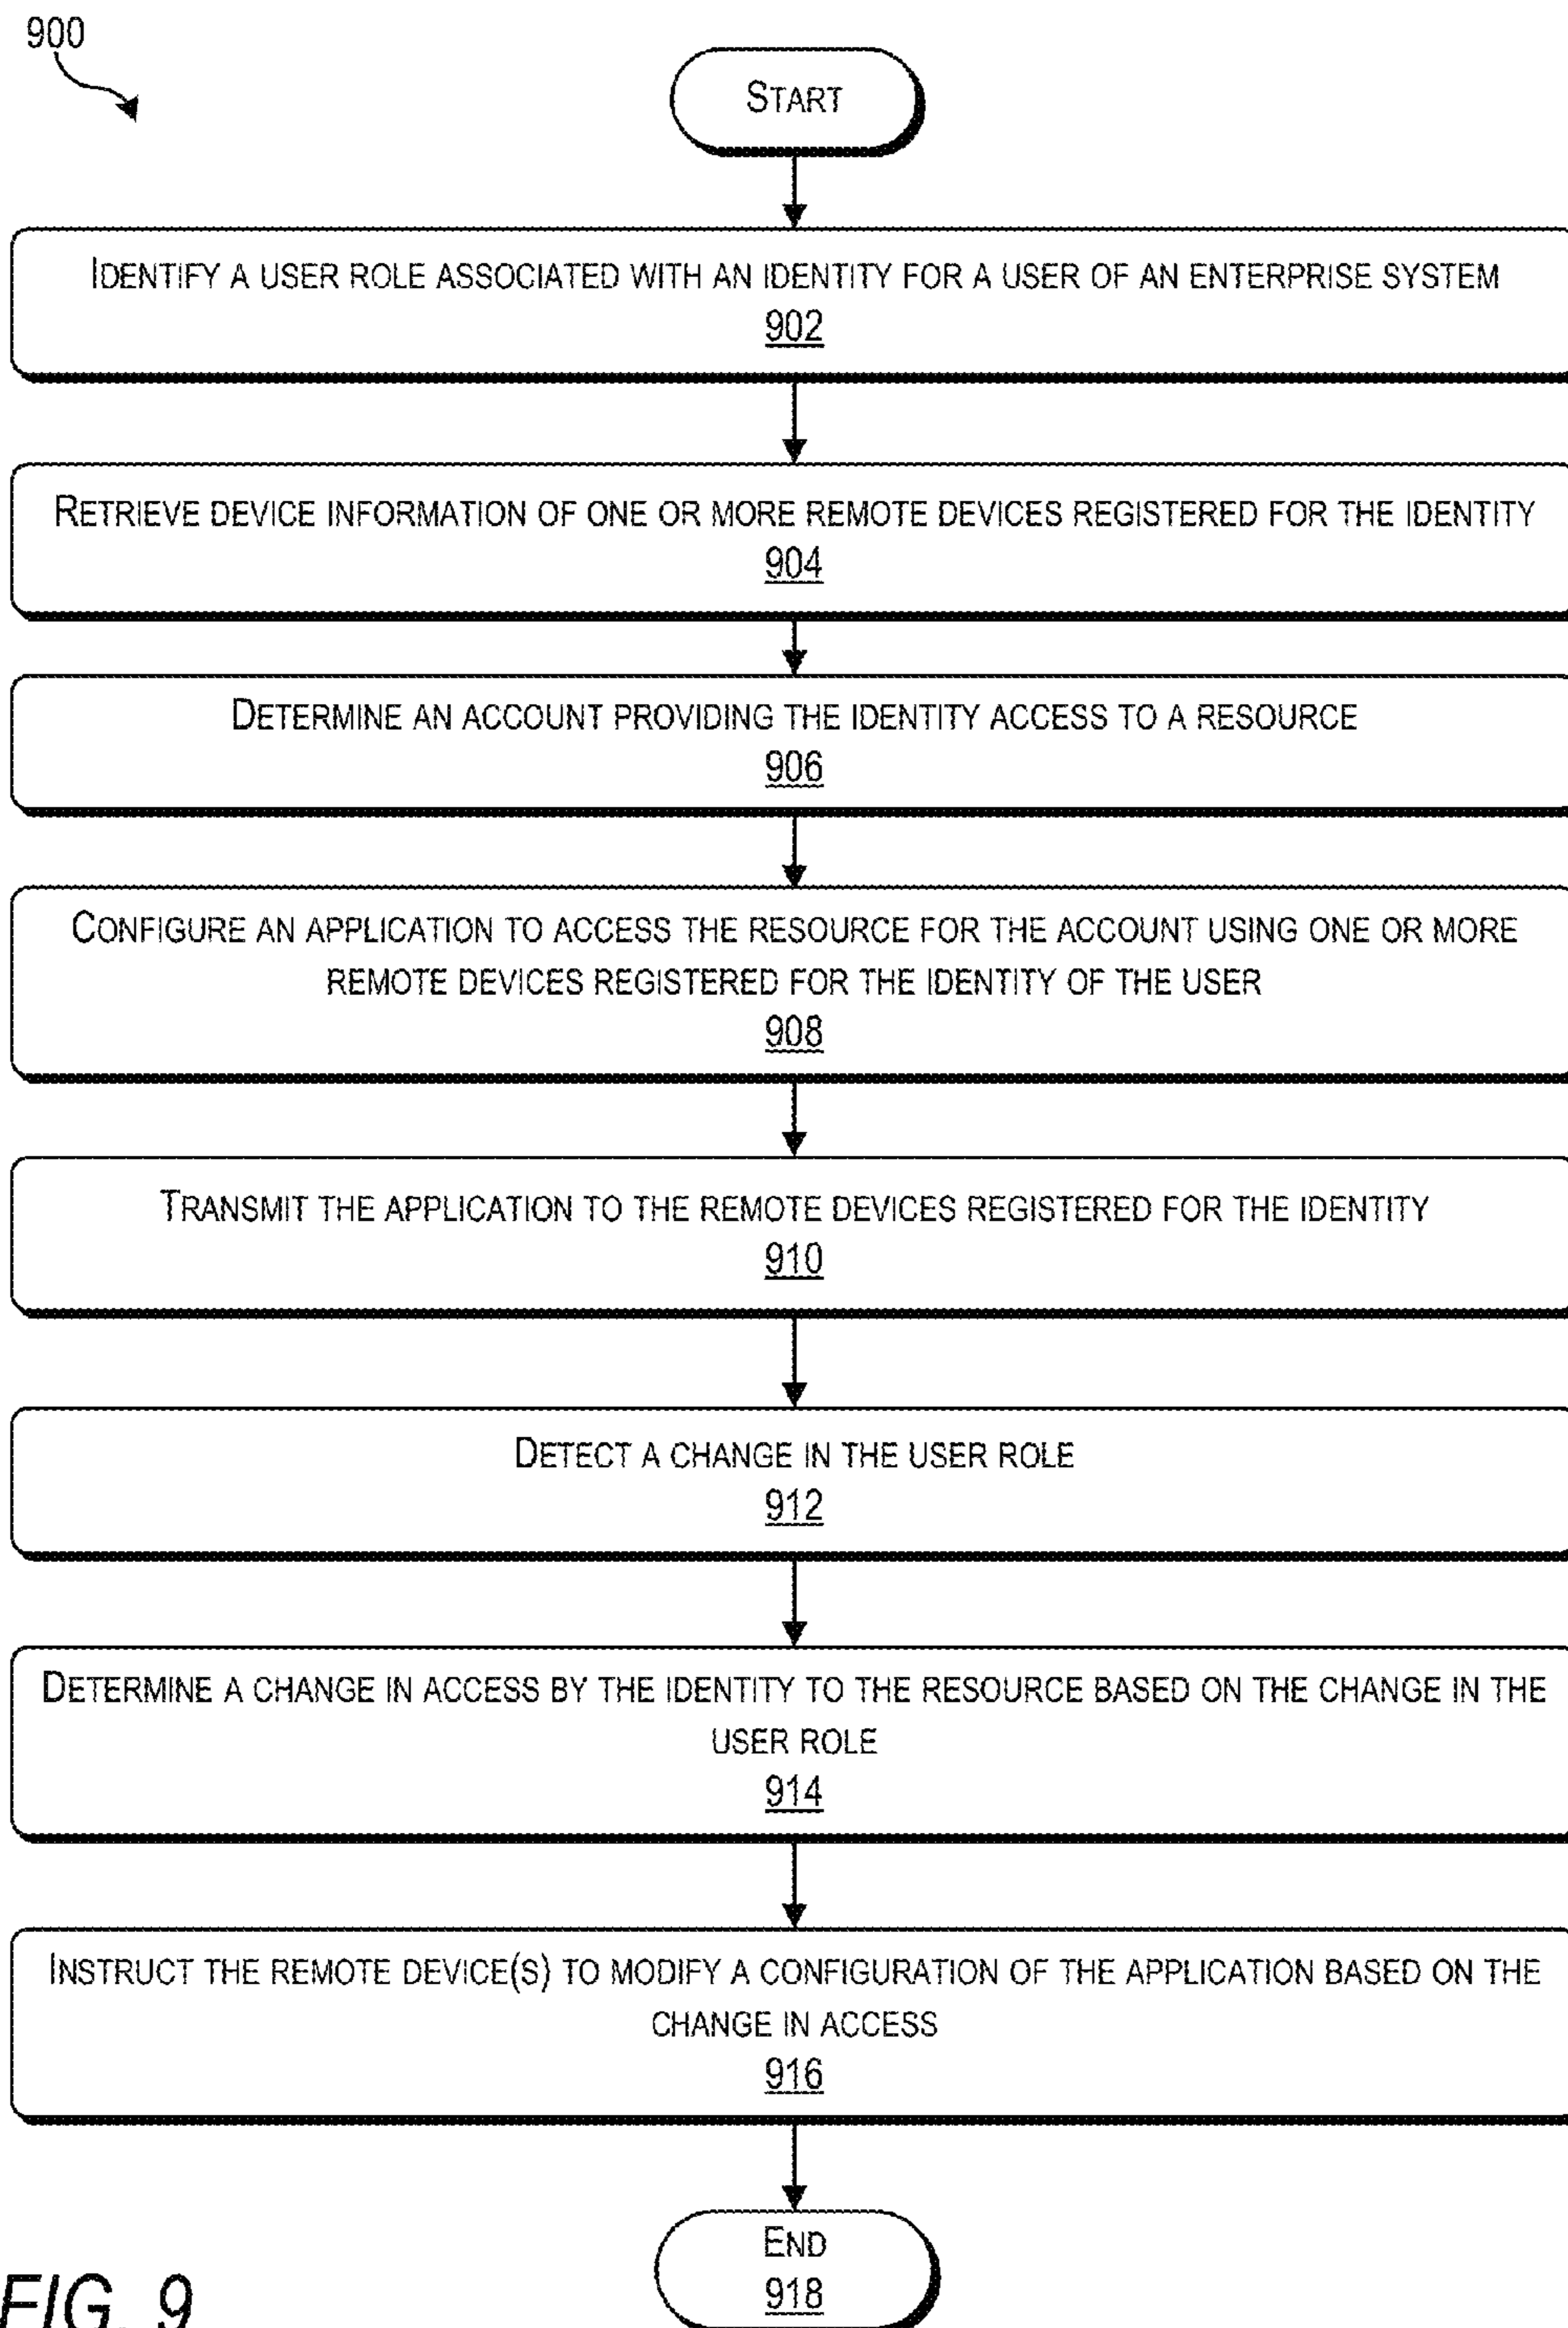 900
START
IDENTIFY A USER ROLE ASSOCIATED WITH AN IDENTITY FOR A USER OF AN ENTERPRISE SYSTEM
902
RETRIEVE DEVICE INFORMATION OF ONE OR MORE REMOTE DEVICES REGISTERED FOR THE IDENTITY
904
DETERMINE AN ACCOUNT PROVIDING THE IDENTITY ACCESS TO A RESOURCE
906
CONFIGURE AN APPLICATION TO ACCESS THE RESOURCE FOR THE ACCOUNT USING ONE OR MORE
REMOTE DEVICES REGISTERED FOR THE IDENTITY OF THE USER
908
TRANSMIT THE APPLICATION TO THE REMOTE DEVICES REGISTERED FOR THE IDENTITY
910
DETECT A CHANGE IN THE USER ROLE
912
DETERMINE A CHANGE IN ACCESS BY THE IDENTITY TO THE RESOURCE BASED ON THE CHANGE IN THE
USER ROLE
914
INSTRUCT THE REMOTE DEVICE(S) TO MODIFY A CONFIGURATION OF THE APPLICATION BASED ON THE
CHANGE IN ACCESS
916
END
918
FIG. 9